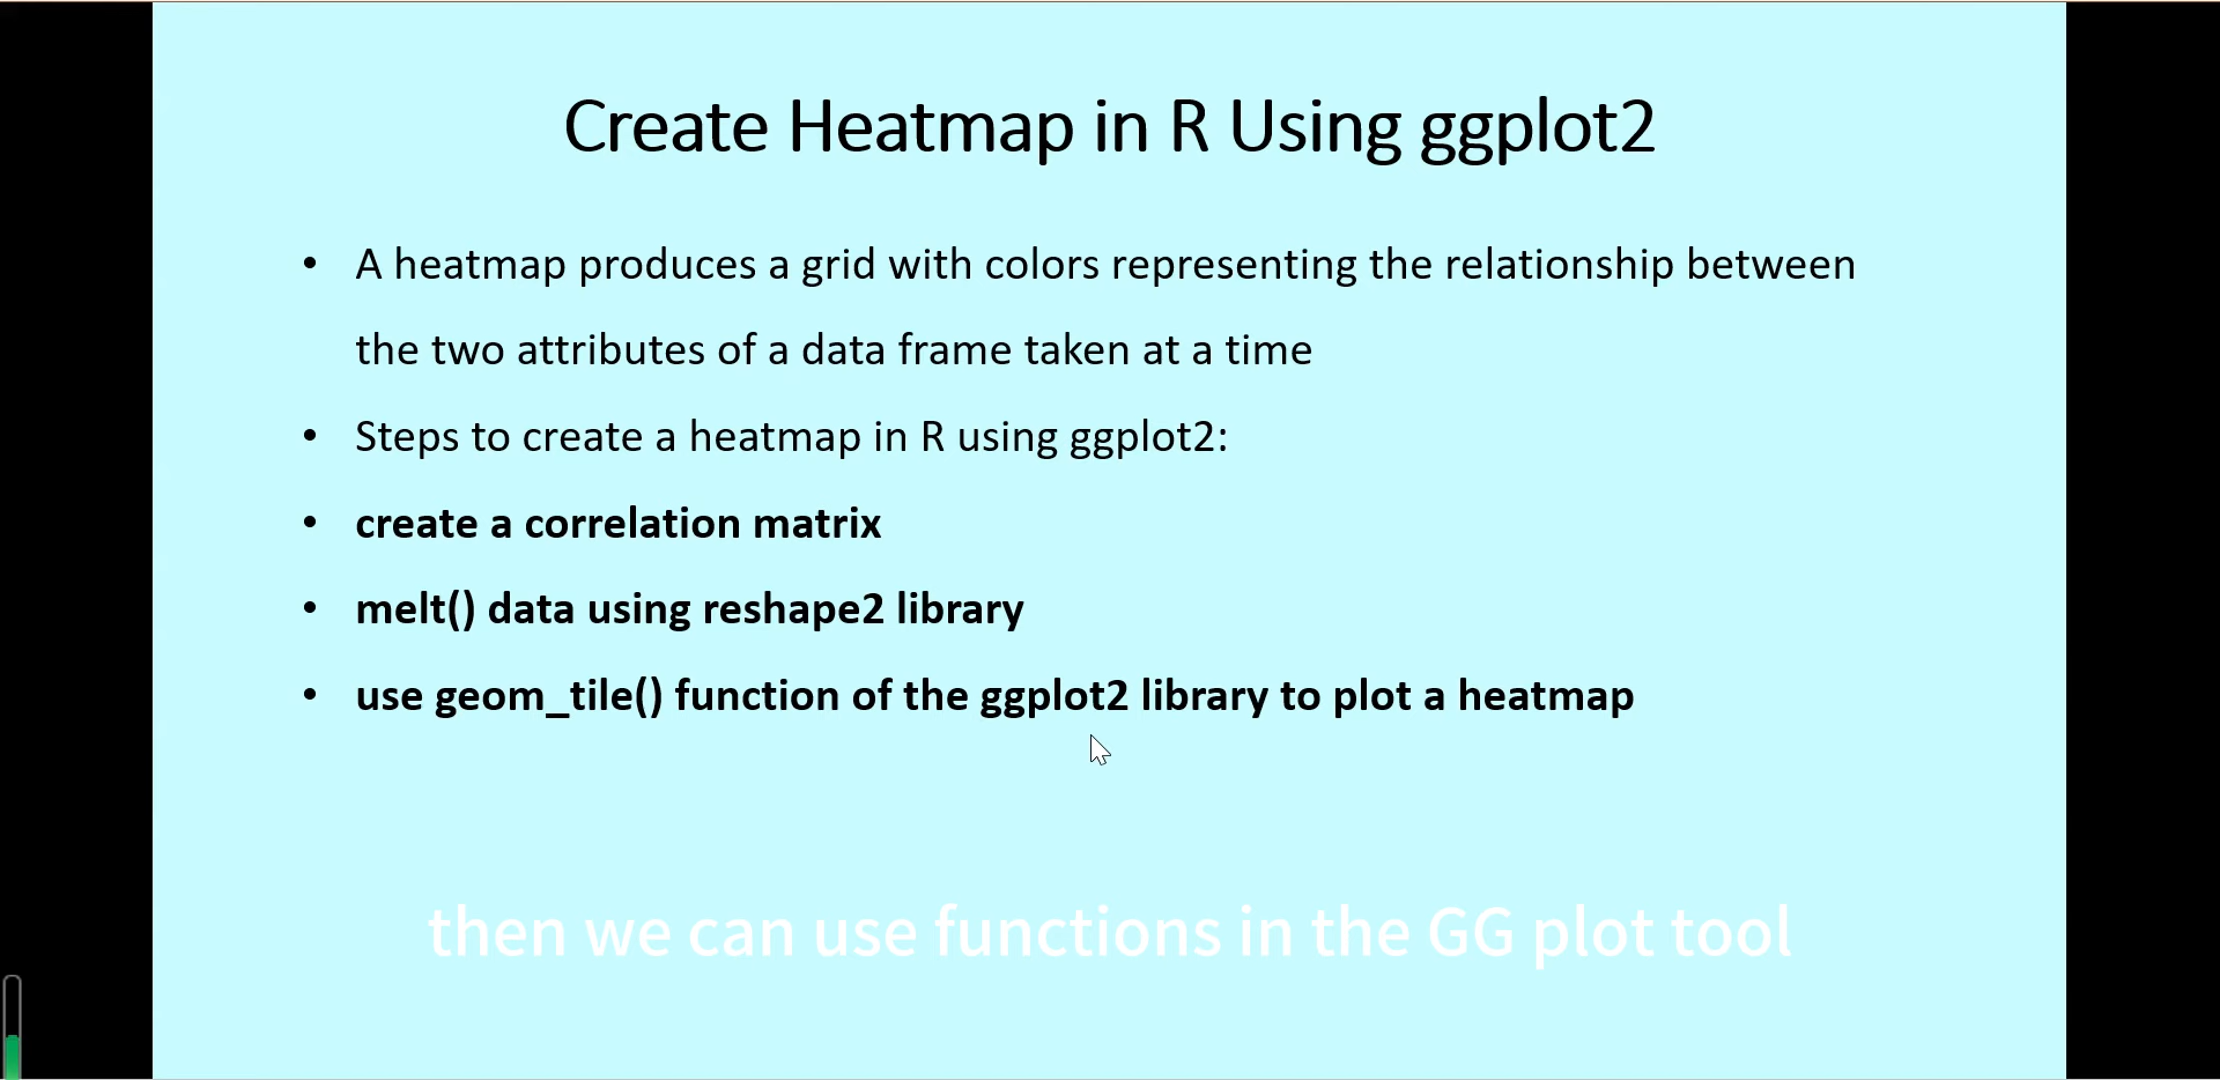 Create Heatmap in R Using ggplot2
• A heatmap produces a grid with colors representing the relationship between
the two attributes of a data frame taken at a time
• Steps to create a heatmap in R using ggplot2:
• create a correlation matrix
• melt() data using reshape2 library
• use geom_tile() function of the ggplot2 library to plot a heatmap
then we can use functions in the GG plot tool